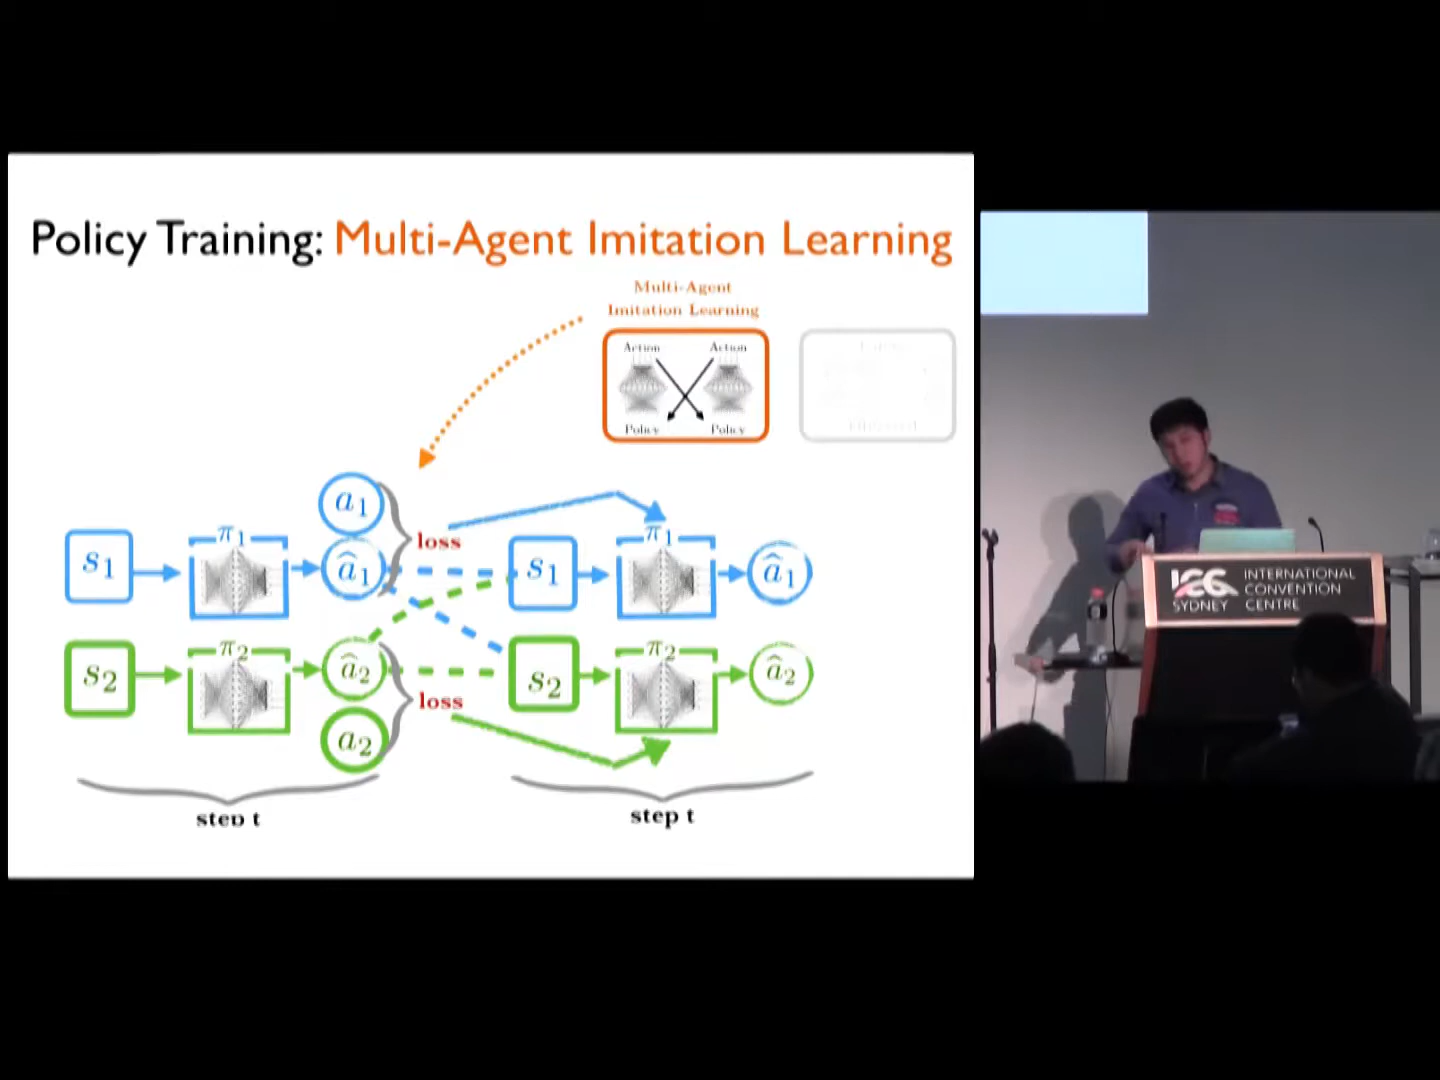 Policy Training: Multi-Agent Imitation Learning
Multi-Agent
Imitation Learning
Action Action
Policy Policy
a1
π1 π1
loss
s1 â1 s1 â1
π2 π2
s2 â2 s2 â2
loss
a2
step t step t
ICC
SYDNEY
INTERNATIONAL
CONVENTION
CENTRE